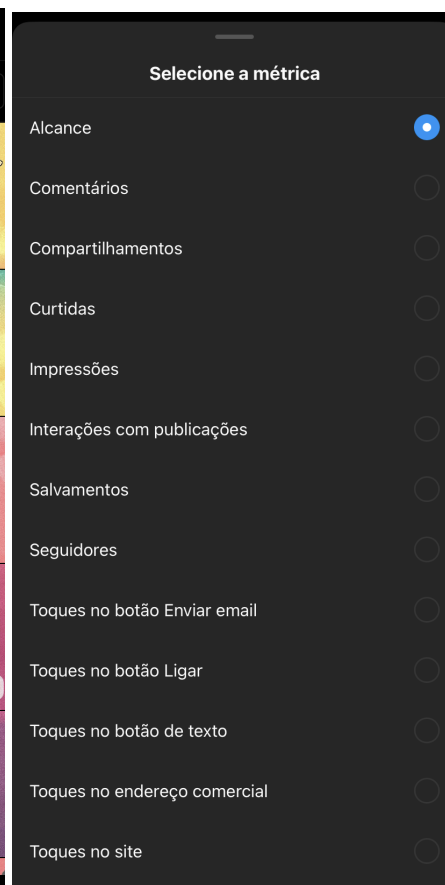 Selecione a métrica
Alcance
Comentários
Compartilhamentos
Curtidas
Impressões
Interações com publicações
Salvamentos
Seguidores
Toques no botão Enviar email
Toques no botão Ligar
Toques no botão de texto
Toques no endereço comercial
Toques no site